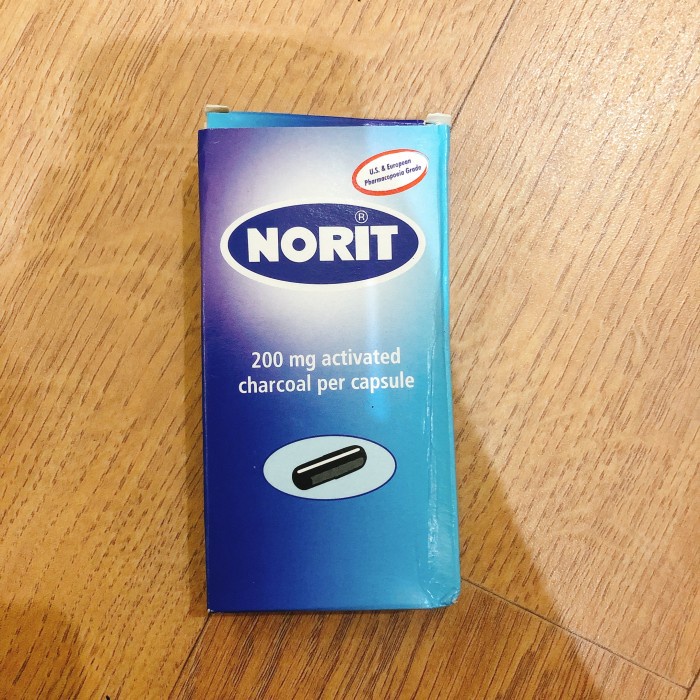 U.S. & European
Pharmacopoeia Grade
NORIT®
200 mg activated
charcoal per capsule